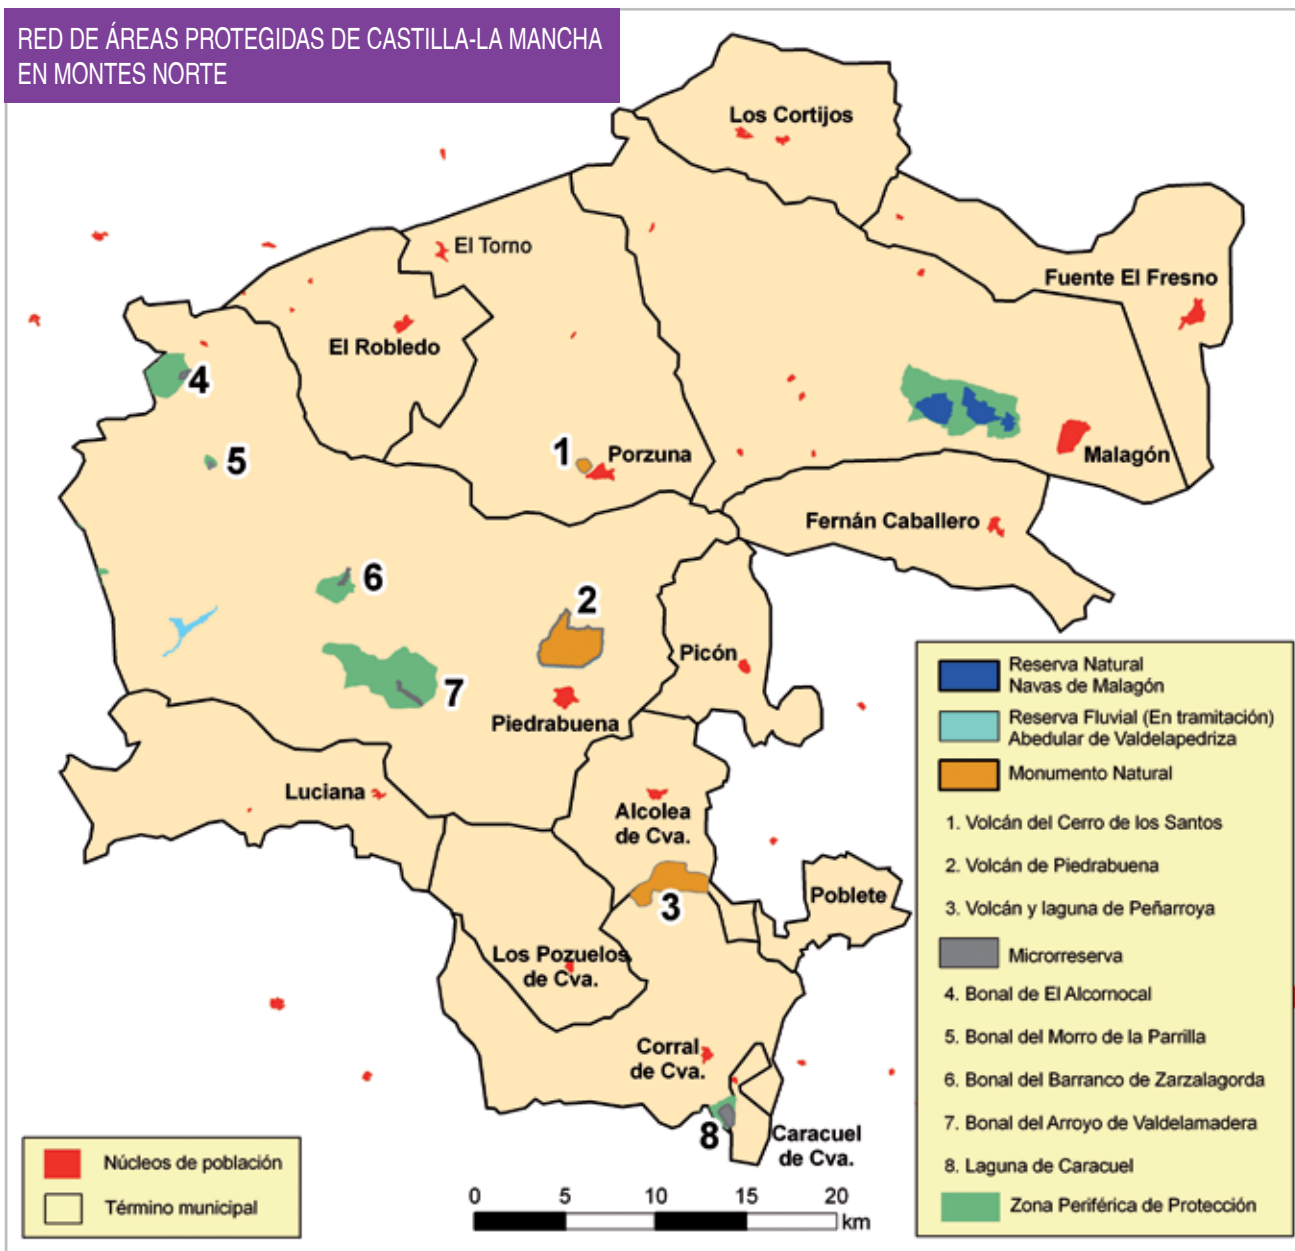 RED DE ÁREAS PROTEGIDAS DE CASTILLA-LA MANCHA
EN MONTES NORTE
Los Cortijos
El Torno
Fuente El Fresno
El Robledo
4
5
1
Porzuna
Malagón
Fernán Caballero
6
2
Picón
7
Piedrabuena
Luciana
Alcolea
de Cva.
3
Poblete
Los Pozuelos
de Cva.
Corral
de Cva.
8
Caracuel
de Cva.
Reserva Natural
Navas de Malagón
Reserva Fluvial (En tramitación)
Abedular de Valdelapedriza
Monumento Natural
1. Volcán del Cerro de los Santos
2. Volcán de Piedrabuena
3. Volcán y laguna de Peñarroya
Microrreserva
4. Bonal de El Alcornocal
5. Bonal del Morro de la Parrilla
6. Bonal del Barranco de Zarzalagorda
7. Bonal del Arroyo de Valdelamadera
8. Laguna de Caracuel
Zona Periférica de Protección
Núcleos de población
Término municipal
0 5 10 15 20
km